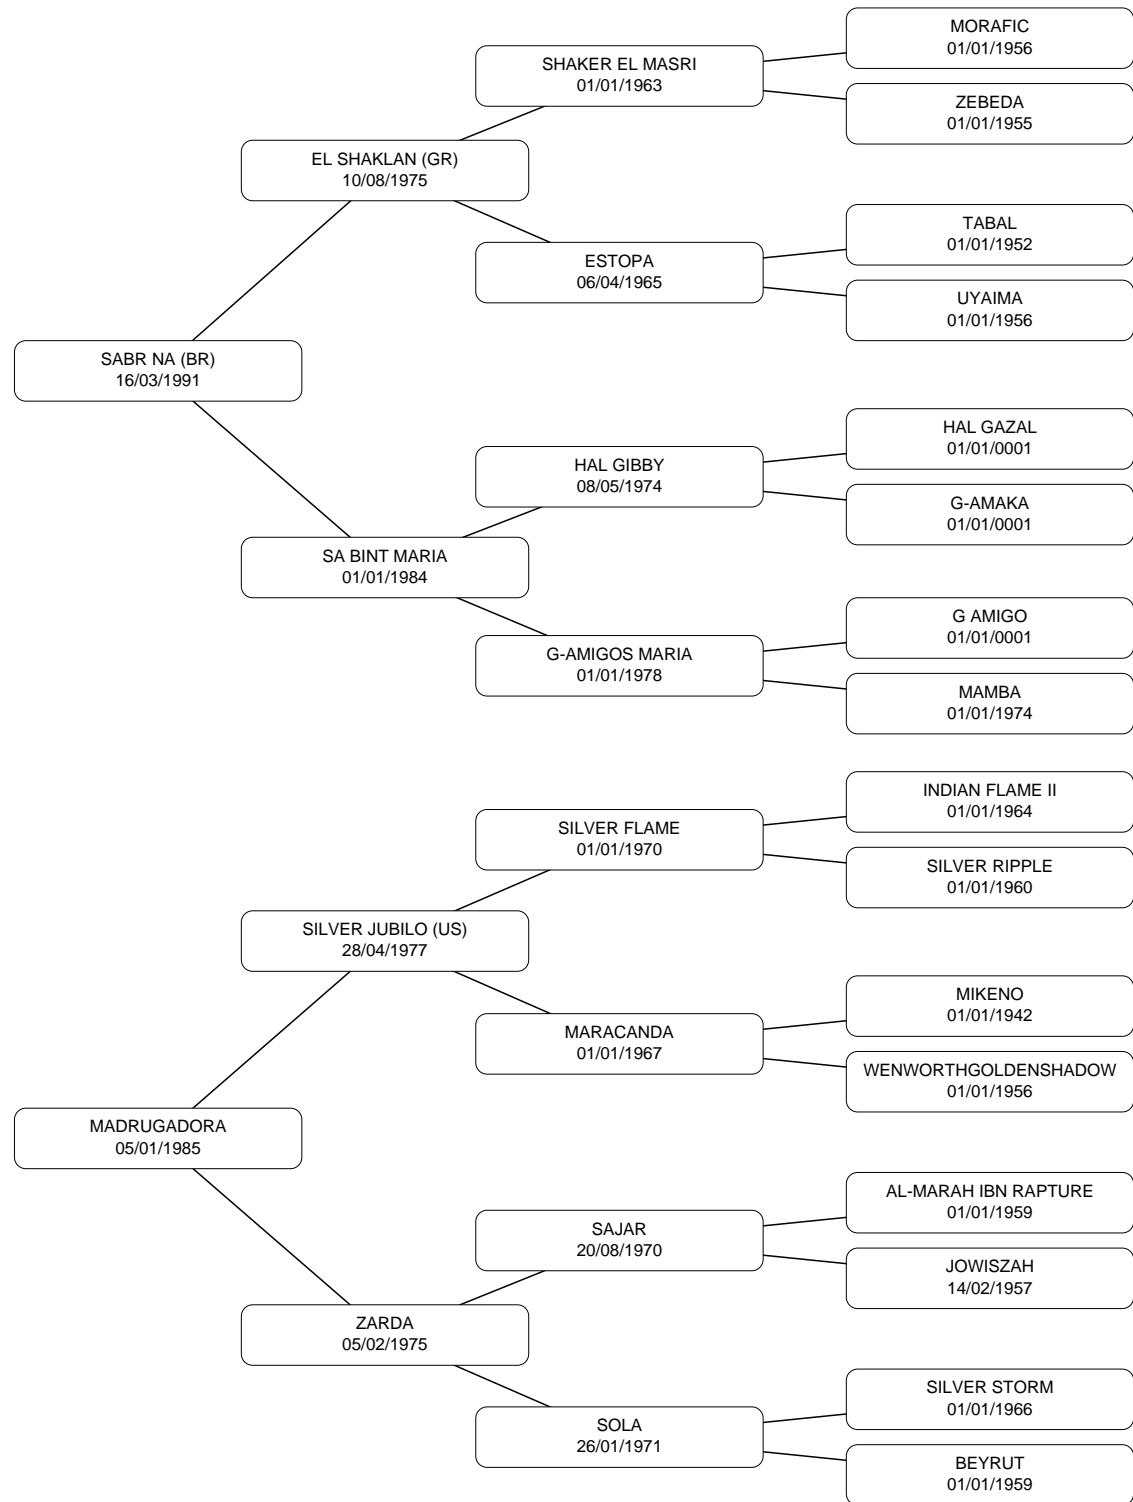 MORAFIC
01/01/1956
SHAKER EL MASRI
01/01/1963
ZEBEDA
01/01/1955
EL SHAKLAN (GR)
10/08/1975
TABAL
01/01/1952
ESTOPA
06/04/1965
UYAIMA
01/01/1956
SABR NA (BR)
16/03/1991
HAL GAZAL
01/01/0001
HAL GIBBY
08/05/1974
G-AMAKA
01/01/0001
SA BINT MARIA
01/01/1984
G AMIGO
01/01/0001
G-AMIGOS MARIA
01/01/1978
MAMBA
01/01/1974
INDIAN FLAME II
01/01/1964
SILVER FLAME
01/01/1970
SILVER RIPPLE
01/01/1960
SILVER JUBILO (US)
28/04/1977
MIKENO
01/01/1942
MARACANDA
01/01/1967
WENWORTHGOLDENSHADOW
01/01/1956
MADRUGADORA
05/01/1985
AL-MARAH IBN RAPTURE
01/01/1959
SAJAR
20/08/1970
JOWISZAH
14/02/1957
ZARDA
05/02/1975
SILVER STORM
01/01/1966
SOLA
26/01/1971
BEYRUT
01/01/1959